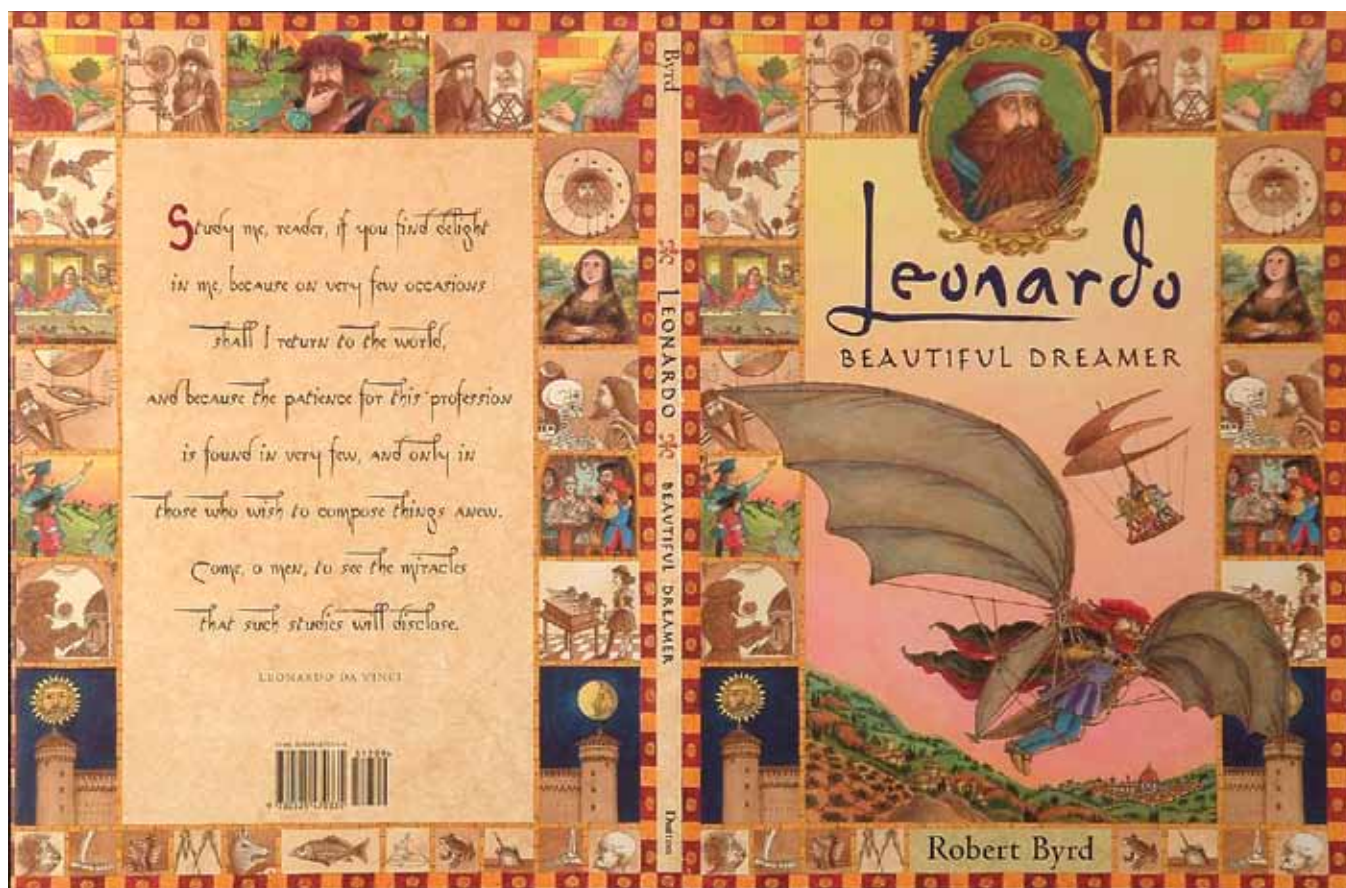 Study me, reader, if you find delight
in me, because on very few occasions
shall I return to the world,
and because the patience for this profession
is found in very few, and only in
those who wish to compose things anew.
Come, o men, to see the miracles
that such studies will disclose.
LEONARDO DA VINCI
Byrd
LEONARDO
BEAUTIFUL DREAMER
Dutton
Leonardo
BEAUTIFUL DREAMER
Robert Byrd